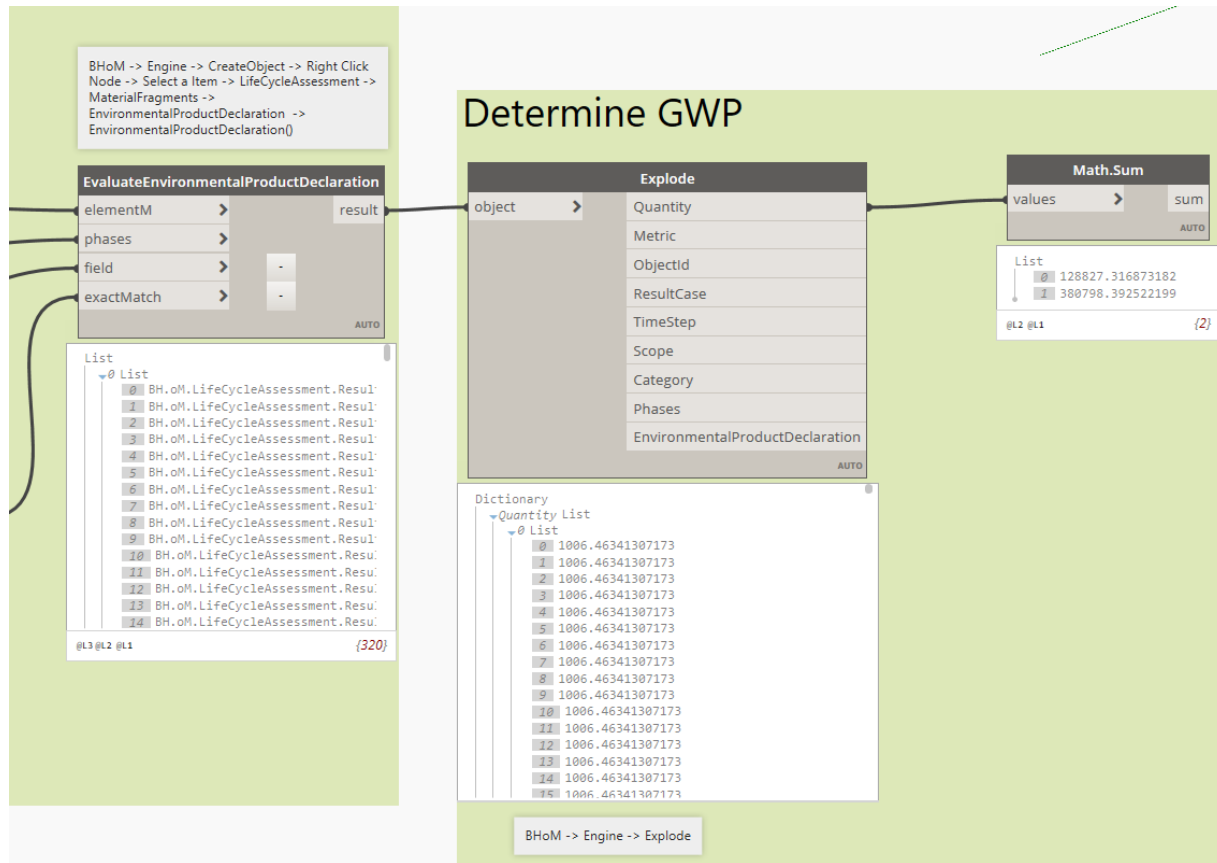 BHoM -> Engine -> CreateObject -> Right Click
Node -> Select a Item -> LifeCycleAssessment ->
MaterialFragments ->
EnvironmentalProductDeclaration ->
EnvironmentalProductDeclaration()
EvaluateEnvironmentalProductDeclaration
elementM > result
phases >
field > -
exactMatch > -
AUTO
List
0 List
0 BH.oM.LifeCycleAssessment.Resul
1 BH.oM.LifeCycleAssessment.Resul
2 BH.oM.LifeCycleAssessment.Resul
3 BH.oM.LifeCycleAssessment.Resul
4 BH.oM.LifeCycleAssessment.Resul
5 BH.oM.LifeCycleAssessment.Resul
6 BH.oM.LifeCycleAssessment.Resul
7 BH.oM.LifeCycleAssessment.Resul
8 BH.oM.LifeCycleAssessment.Resul
9 BH.oM.LifeCycleAssessment.Resul
10 BH.oM.LifeCycleAssessment.Resu
11 BH.oM.LifeCycleAssessment.Resu
12 BH.oM.LifeCycleAssessment.Resu
13 BH.oM.LifeCycleAssessment.Resu
14 BH.oM.LifeCycleAssessment.Resu
@L3 @L2 @L1 {320}
Determine GWP
Explode
object > Quantity
Metric
ObjectId
ResultCase
TimeStep
Scope
Category
Phases
EnvironmentalProductDeclaration
AUTO
Dictionary
Quantity List
0 List
0 1006.46341307173
1 1006.46341307173
2 1006.46341307173
3 1006.46341307173
4 1006.46341307173
5 1006.46341307173
6 1006.46341307173
7 1006.46341307173
8 1006.46341307173
9 1006.46341307173
10 1006.46341307173
11 1006.46341307173
12 1006.46341307173
13 1006.46341307173
14 1006.46341307173
15 1006.46341307173
BHoM -> Engine -> Explode
Math.Sum
values > sum
AUTO
List
0 128827.316873182
1 380798.392522199
@L2 @L1 {2}